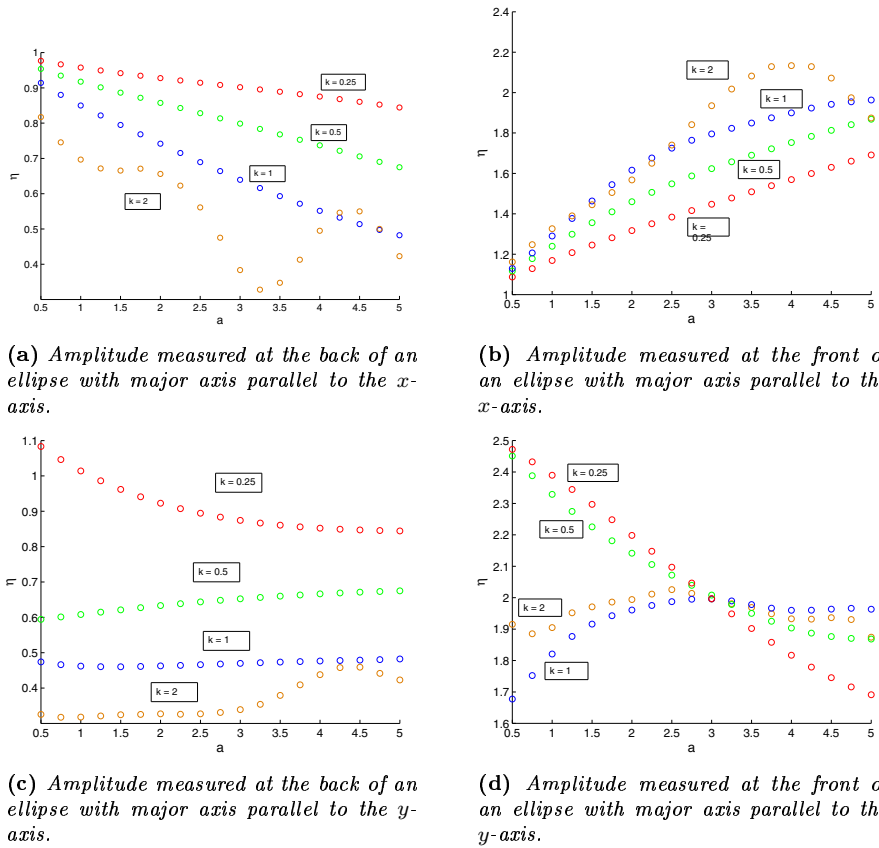 1
0.9
0.8
0.7
0.6
0.5
0.4
η
0.5 1 1.5 2 2.5 3 3.5 4 4.5 5
a
k = 0.25
k = 0.5
k = 1
k = 2
(a) Amplitude measured at the back of an
ellipse with major axis parallel to the x-
axis.
2.4
2.2
2
1.8
1.6
1.4
1.2
1
η
0.5 1 1.5 2 2.5 3 3.5 4 4.5 5
a
k = 2
k = 1
k = 0.5
k =
0.25
(b) Amplitude measured at the front o
an ellipse with major axis parallel to th
x-axis.
1.1
1
0.9
0.8
0.7
0.6
0.5
0.4
η
0.5 1 1.5 2 2.5 3 3.5 4 4.5 5
a
k = 0.25
k = 0.5
k = 1
k = 2
(c) Amplitude measured at the back of an
ellipse with major axis parallel to the y-
axis.
2.5
2.4
2.3
2.2
2.1
2
1.9
1.8
1.7
1.6
η
0.5 1 1.5 2 2.5 3 3.5 4 4.5 5
a
k = 0.25
k = 0.5
k = 2
k = 1
(d) Amplitude measured at the front o
an ellipse with major axis parallel to th
y-axis.